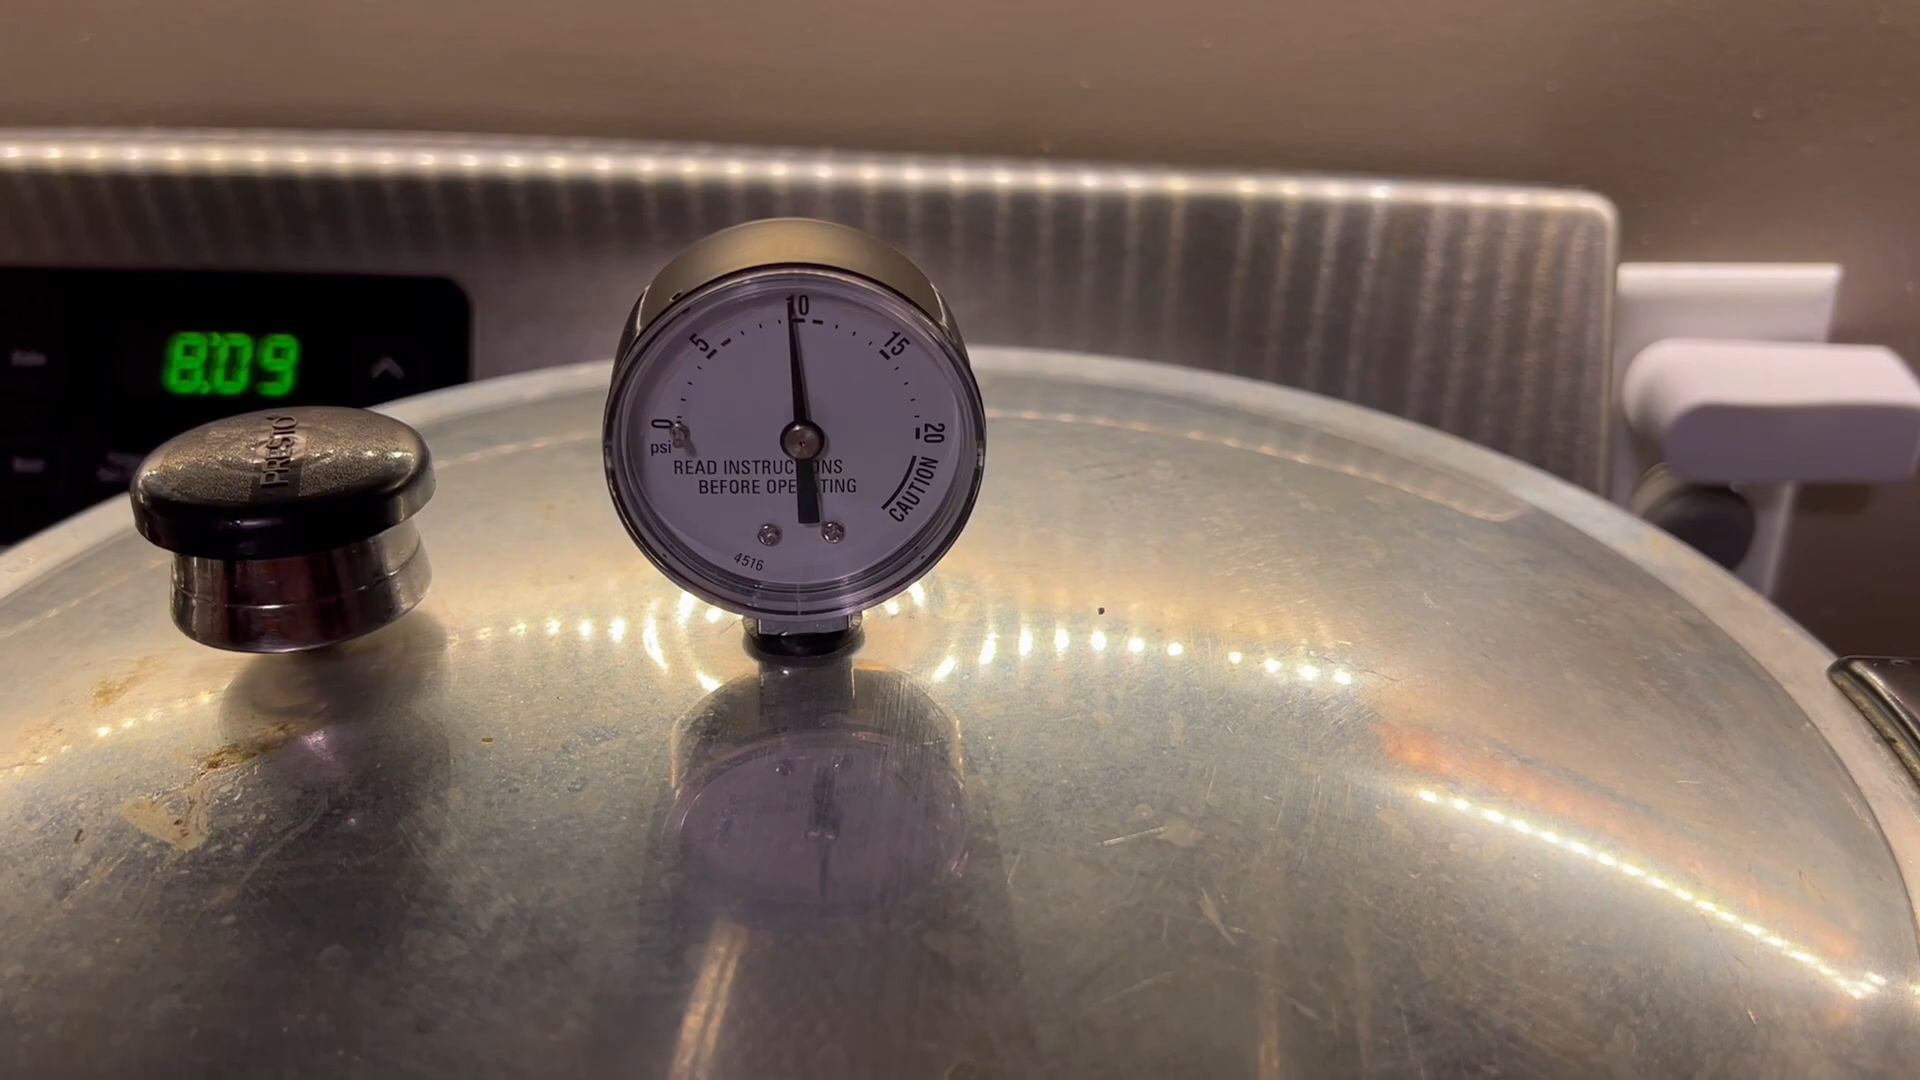 8:09
PRESTO
0
5
10
15
20
psi
READ INSTRUCTIONS
BEFORE OPERATING
CAUTION
4516